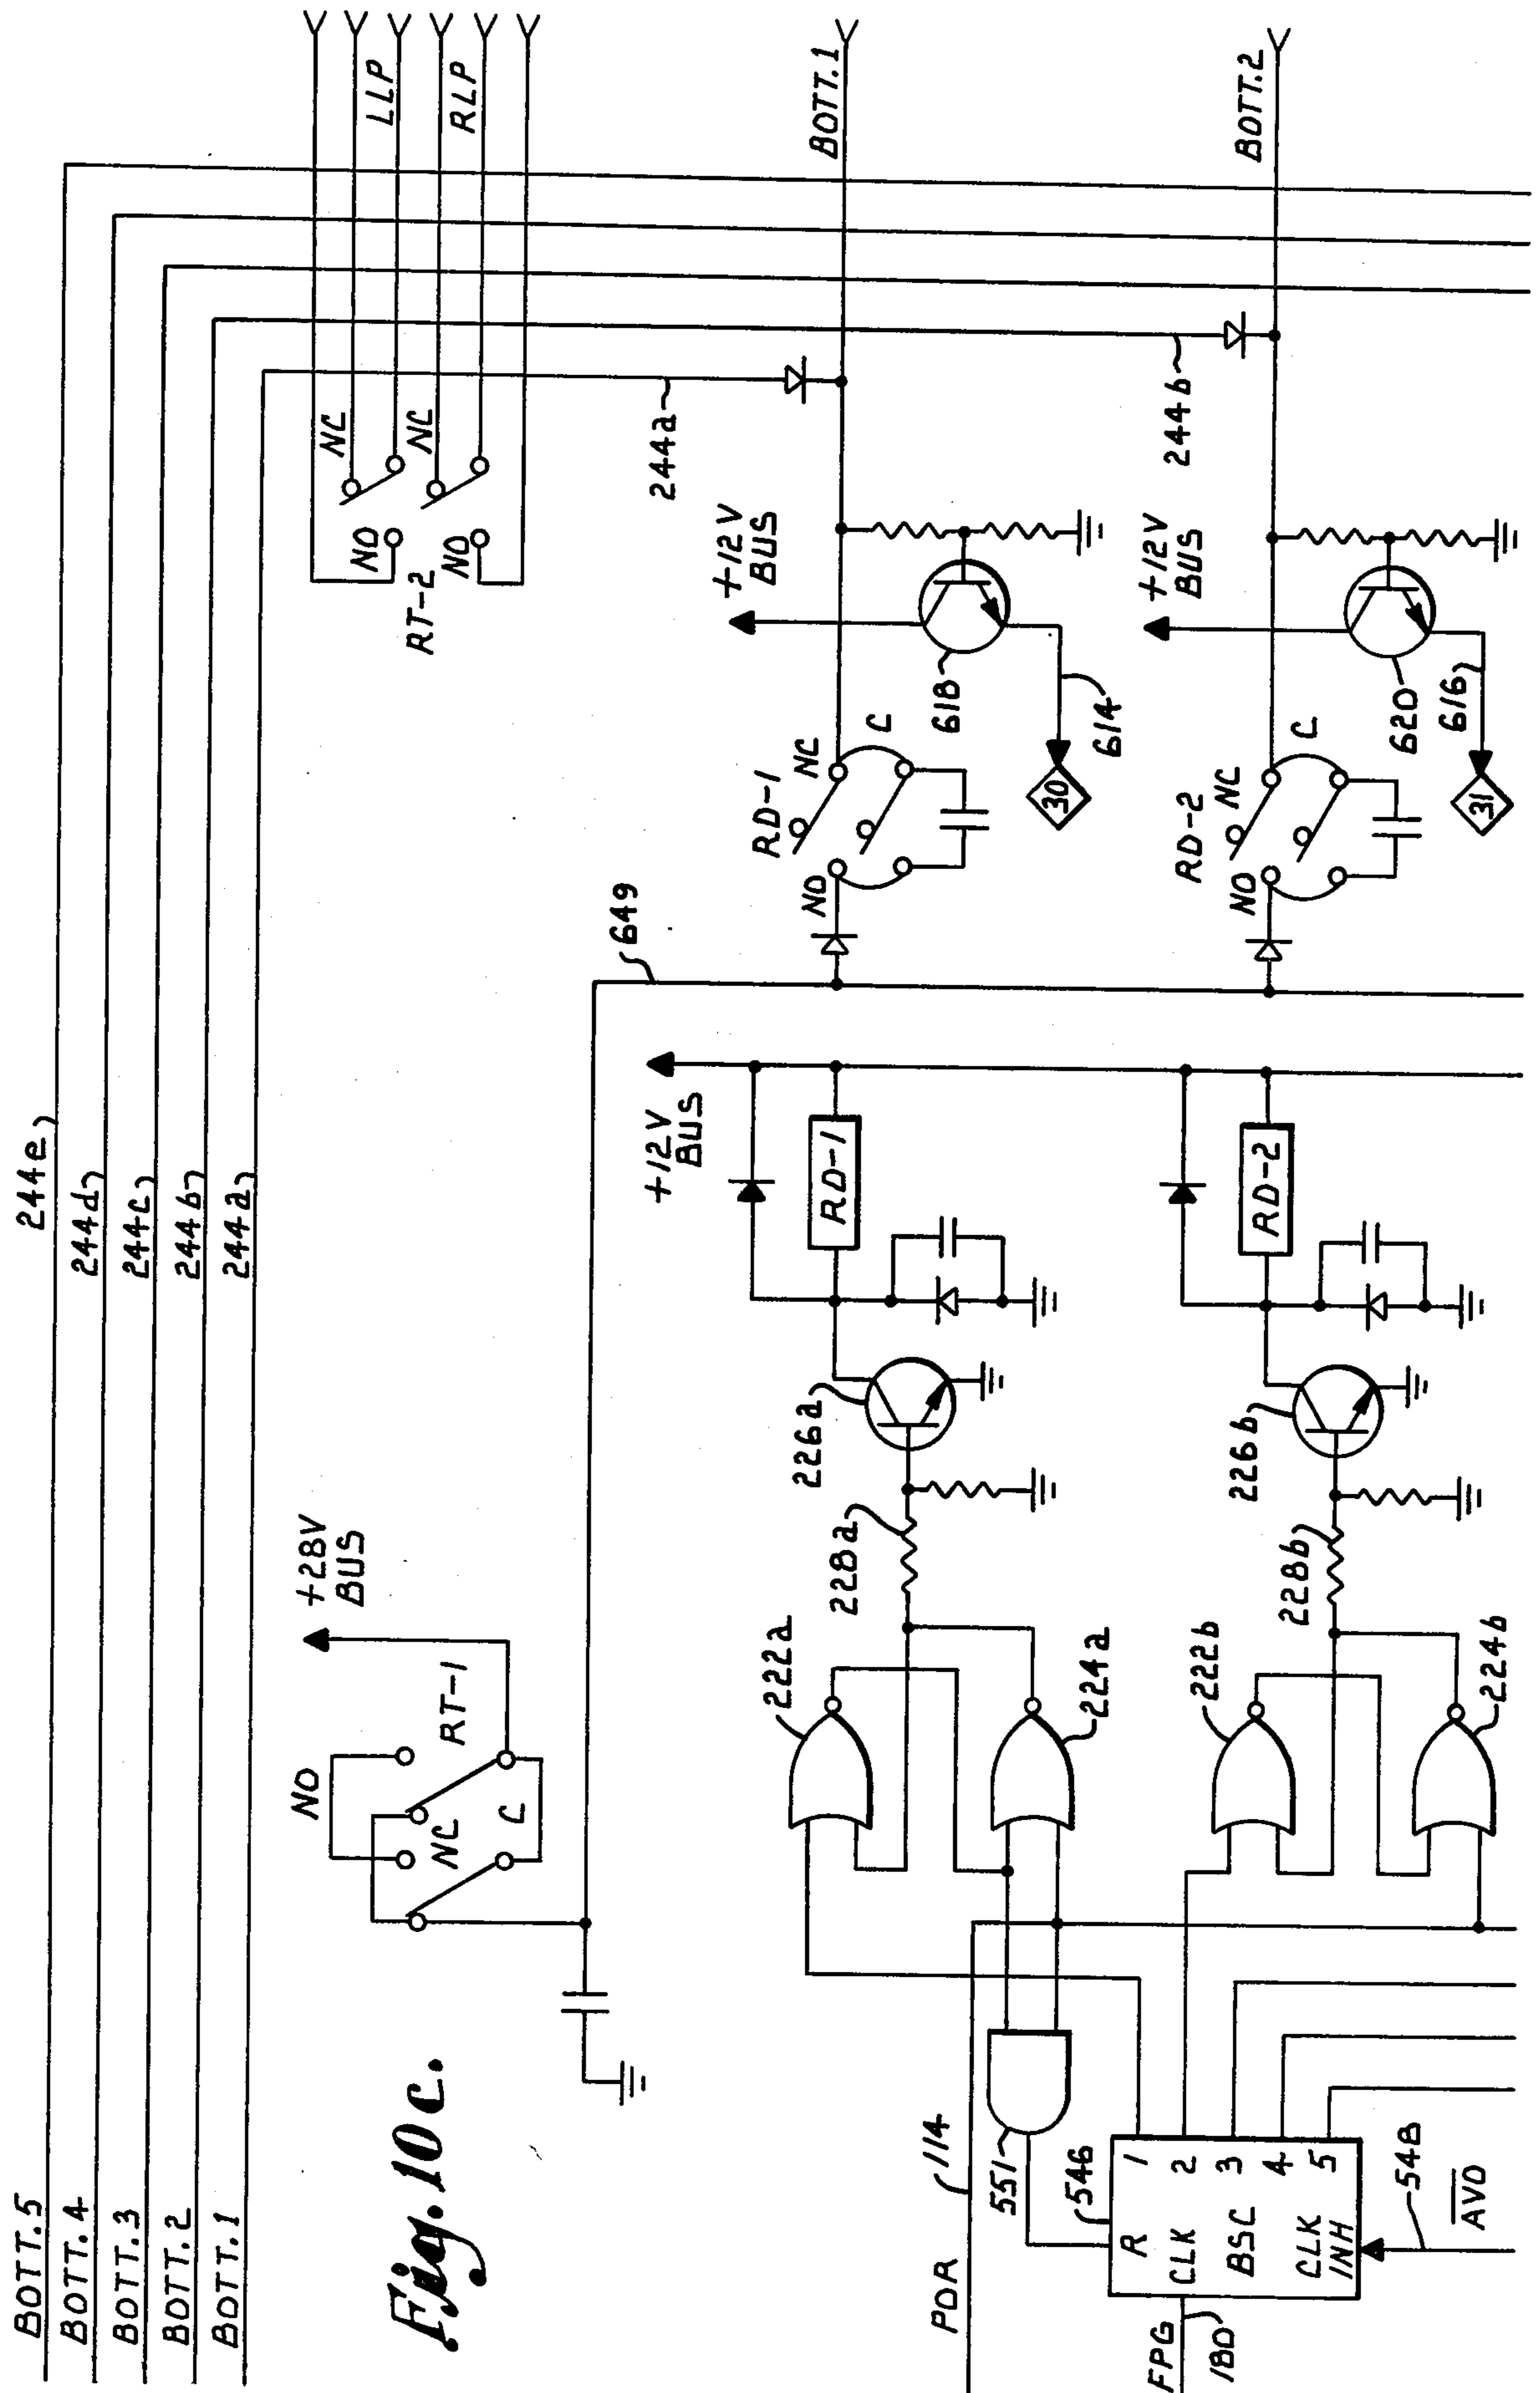 BOTT.5
244e
BOTT.4
244d
BOTT.3
244c
BOTT.2
244b
BOTT.1
244a
Fig. 10c.
+28V
BUS
NO
RT-1
NC
C
NC
LLP
NO
NC
RLP
NO
RT-2
649
244a
BOTT.1
+12V
BUS
RD-1
+12V
BUS
RD-1
NC
NO
C
618
614
30
222a
228a
226a
224a
POR
114
551
546
R
1
CLK
2
BSC
3
4
CLK
INH
5
FPG
180
548
AVO
244b
BOTT.2
+12V
BUS
RD-2
NC
NO
C
620
616
31
RD-2
222b
228b
226b
224b